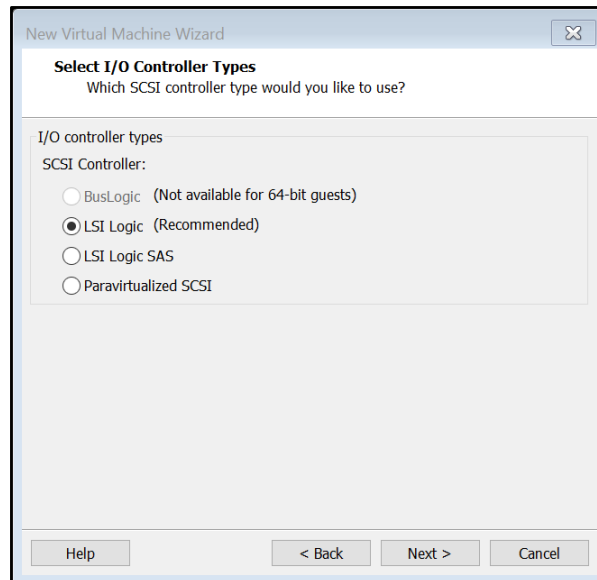 New Virtual Machine Wizard
Select I/O Controller Types
Which SCSI controller type would you like to use?
I/O controller types
SCSI Controller:
BusLogic (Not available for 64-bit guests)
LSI Logic (Recommended)
LSI Logic SAS
Paravirtualized SCSI
Help < Back Next > Cancel